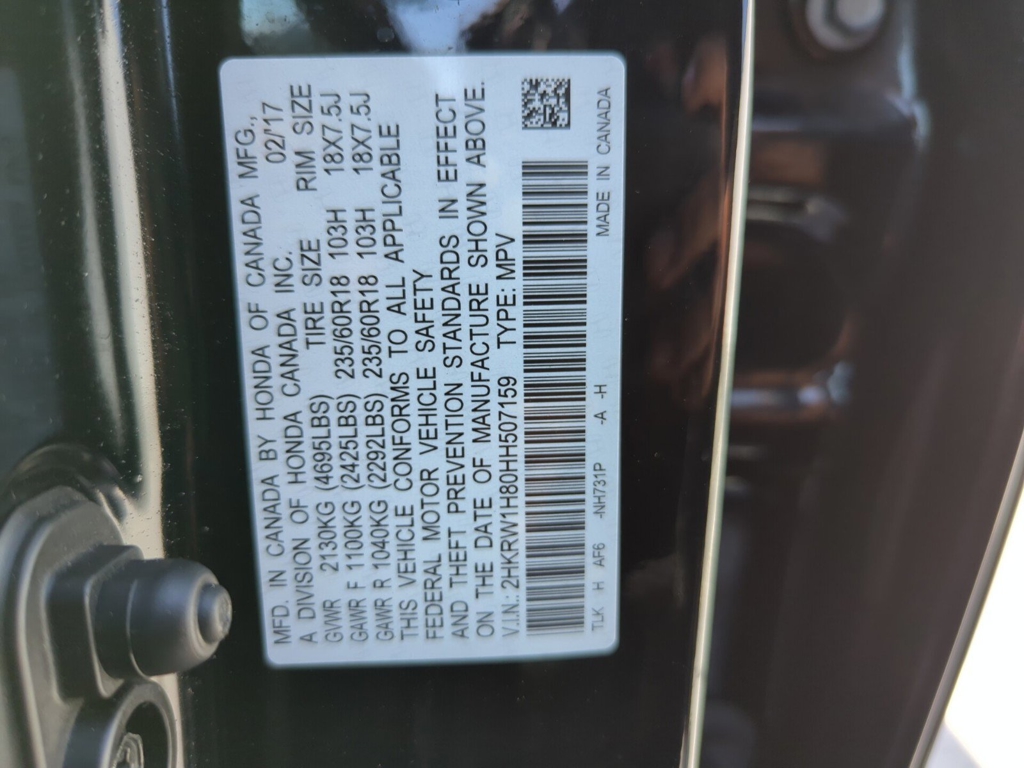 MFD. IN CANADA BY HONDA OF CANADA MFG.,
A DIVISION OF HONDA CANADA INC. 02/'17
GVWR 2130KG (4695LBS) TIRE SIZE RIM SIZE
GAWR F 1100KG (2425LBS) 235/60R18 103H 18X7.5J
GAWR R 1040KG (2292LBS) 235/60R18 103H 18X7.5J
THIS VEHICLE CONFORMS TO ALL APPLICABLE
FEDERAL MOTOR VEHICLE SAFETY
AND THEFT PREVENTION STANDARDS IN EFFECT
ON THE DATE OF MANUFACTURE SHOWN ABOVE.
V.I.N.: 2HKRW1H80HH507159 TYPE: MPV
TLK H AF6 -NH731P -A -H MADE IN CANADA